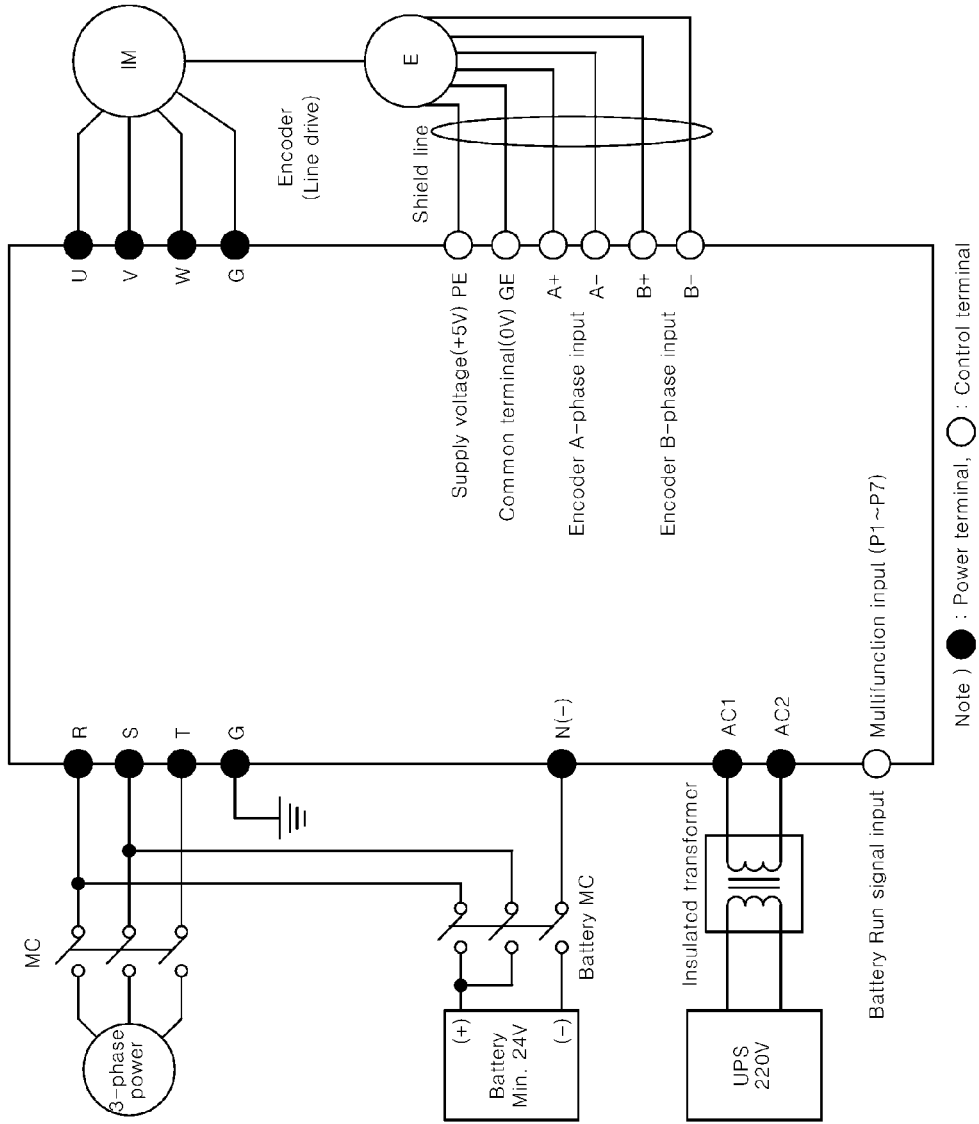 3-phase
power
MC
R
S
T
G
Battery
Min. 24V
(+)
(-)
Battery MC
N(-)
UPS
220V
Insulated transformer
AC1
AC2
Battery Run signal input
Multifunction input (P1~P7)
U
V
W
G
IM
Encoder
(Line drive)
E
Shield line
Supply voltage(+5V) PE
Common terminal(0V) GE
A+
Encoder A-phase input
A-
B+
Encoder B-phase input
B-
Note ) : Power terminal, : Control terminal